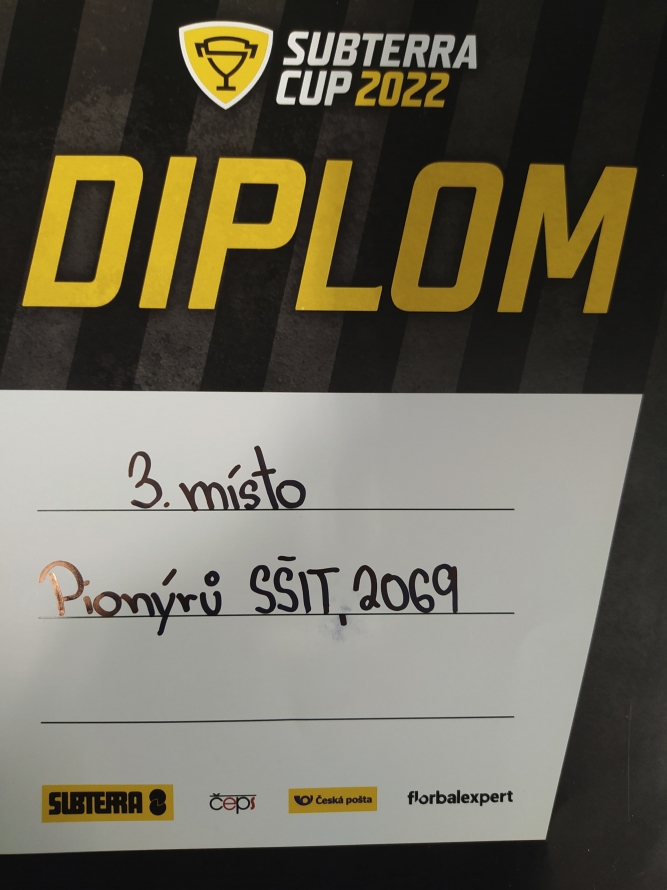 SUBTERRA
CUP 2022
DIPLOM
3. místo
Pionýrů SŠIT, 2069
SUBTERRA
čeps
Česká pošta
florbalexpert